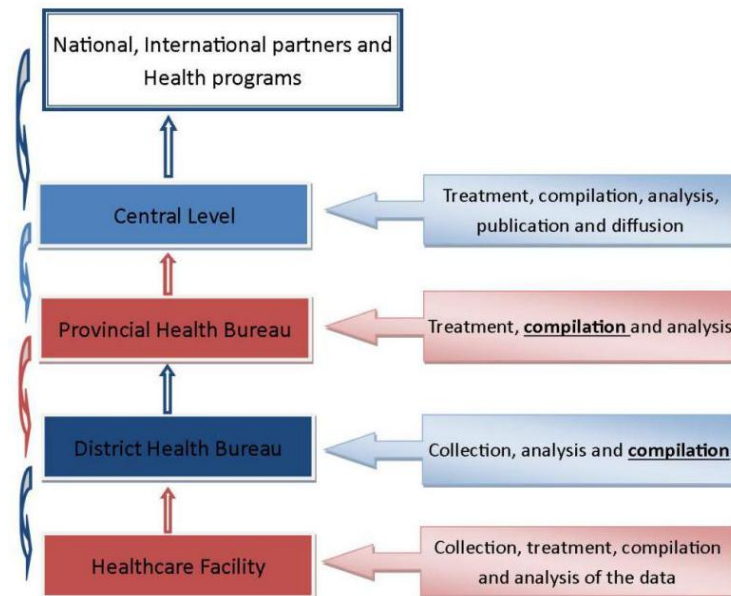 National, International partners and
Health programs
Central Level
Treatment, compilation, analysis,
publication and diffusion
Provincial Health Bureau
Treatment, compilation and analysis
District Health Bureau
Collection, analysis and compilation
Healthcare Facility
Collection, treatment, compilation
and analysis of the data